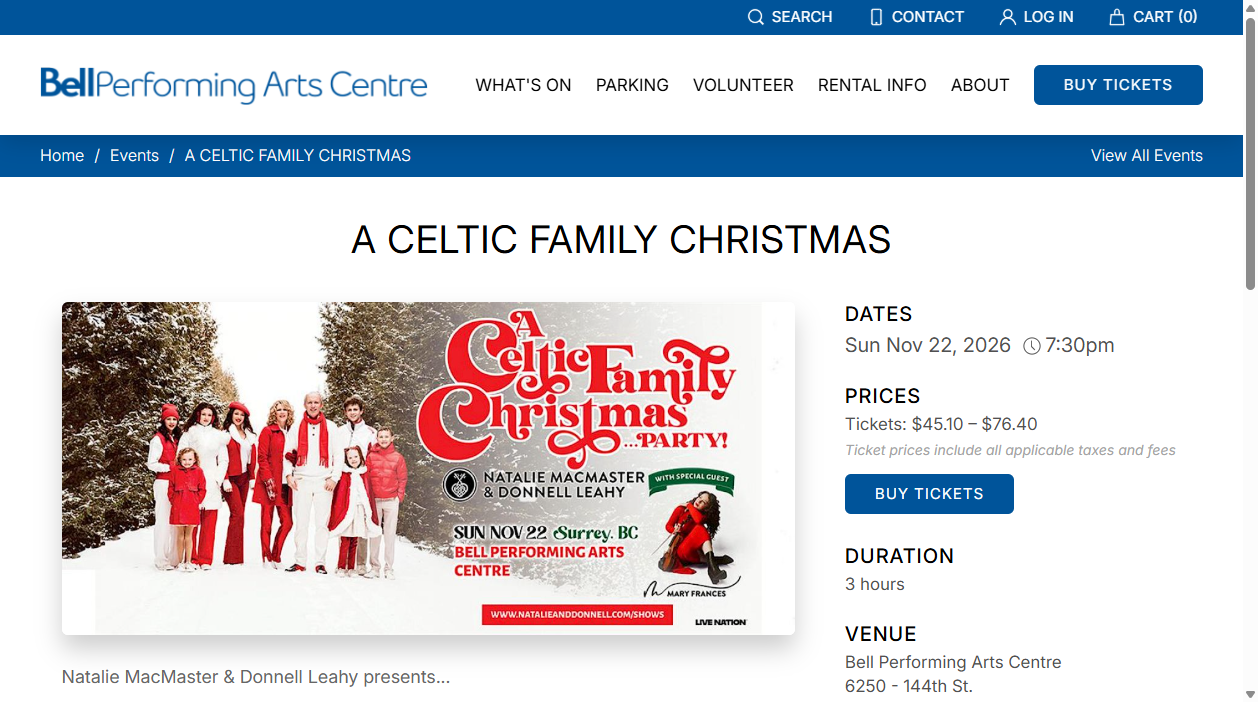 SEARCH
CONTACT
LOG IN
CART (0)
BellPerforming Arts Centre
WHAT'S ON
PARKING
VOLUNTEER
RENTAL INFO
ABOUT
BUY TICKETS
Home / Events / A CELTIC FAMILY CHRISTMAS
View All Events
A CELTIC FAMILY CHRISTMAS
A
Celtic Family
Christmas
...PARTY!
NATALIE MACMASTER
& DONNELL LEAHY
WITH SPECIAL GUEST
SUN NOV 22 Surrey, BC
BELL PERFORMING ARTS
CENTRE
MARY FRANCES
WWW.NATALIEANDDONNELL.COM/SHOWS
LIVE NATION
Natalie MacMaster & Donnell Leahy presents...
DATES
Sun Nov 22, 2026 7:30pm
PRICES
Tickets: $45.10 – $76.40
Ticket prices include all applicable taxes and fees
BUY TICKETS
DURATION
3 hours
VENUE
Bell Performing Arts Centre
6250 - 144th St.